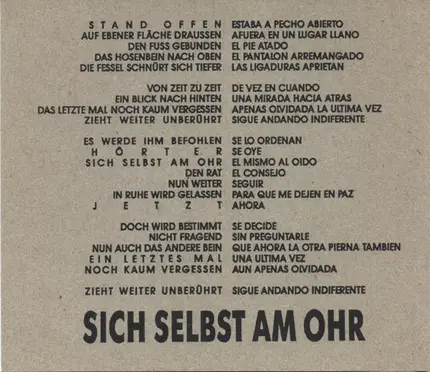 STAND OFFEN ESTABA A PECHO ABIERTO
AUF EBENER FLÄCHE DRAUSSEN AFUERA EN UN LUGAR LLANO
DEN FUSS GEBUNDEN EL PIE ATADO
DAS HOSENBEIN NACH OBEN EL PANTALON ARREMANGADO
DIE FESSEL SCHNÜRT SICH TIEFER LAS LIGADURAS APRIETAN
VON ZEIT ZU ZEIT DE VEZ EN CUANDO
EIN BLICK NACH HINTEN UNA MIRADA HACIA ATRAS
DAS LETZTE MAL NOCH KAUM VERGESSEN APENAS OLVIDADA LA ULTIMA VEZ
ZIEHT WEITER UNBERÜHRT SIGUE ANDANDO INDIFERENTE
ES WERDE IHM BEFOHLEN SE LO ORDENAN
HÖRT ER SE OYE
SICH SELBST AM OHR EL MISMO AL OIDO
DEN RAT EL CONSEJO
NUN WEITER SEGUIR
IN RUHE WIRD GELASSEN PARA QUE ME DEJEN EN PAZ
JETZT AHORA
DOCH WIRD BESTIMMT SE DECIDE
NICHT FRAGEND SIN PREGUNTARLE
NUN AUCH DAS ANDERE BEIN QUE AHORA LA OTRA PIERNA TAMBIEN
EIN LETZTES MAL UNA ULTIMA VEZ
NOCH KAUM VERGESSEN AUN APENAS OLVIDADA
ZIEHT WEITER UNBERÜHRT SIGUE ANDANDO INDIFERENTE
SICH SELBST AM OHR